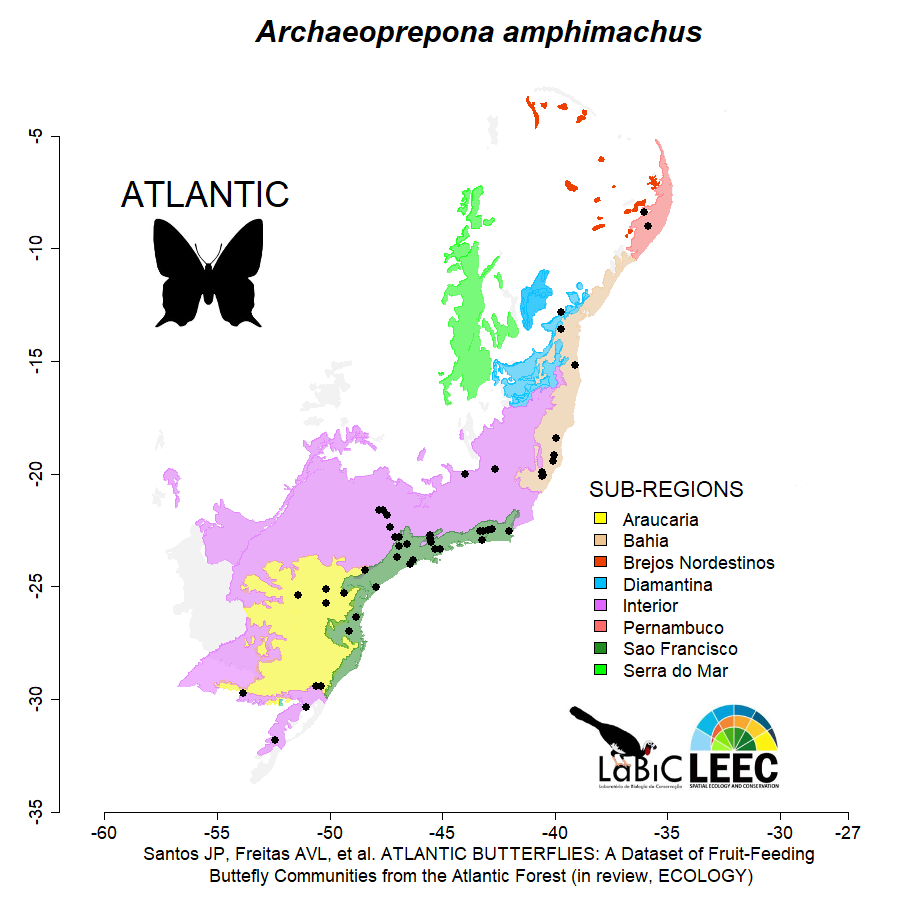 Archaeoprepona amphimachus
ATLANTIC
-5
-10
-15
20
-25
-30
-35
SUB-REGIONS
Araucaria
Bahia
Brejos Nordestinos
Diamantina
Interior
Pernambuco
Sao Francisco
Serra do Mar
LaBiC
Laboratório de Biologia da Conservação
LEEC
SPATIAL ECOLOGY AND CONSERVATION
-60
-55
-50
-45
-40
-35
-30
-27
Santos JP, Freitas AVL, et al. ATLANTIC BUTTERFLIES: A Dataset of Fruit-Feeding
Buttefly Communities from the Atlantic Forest (in review, ECOLOGY)